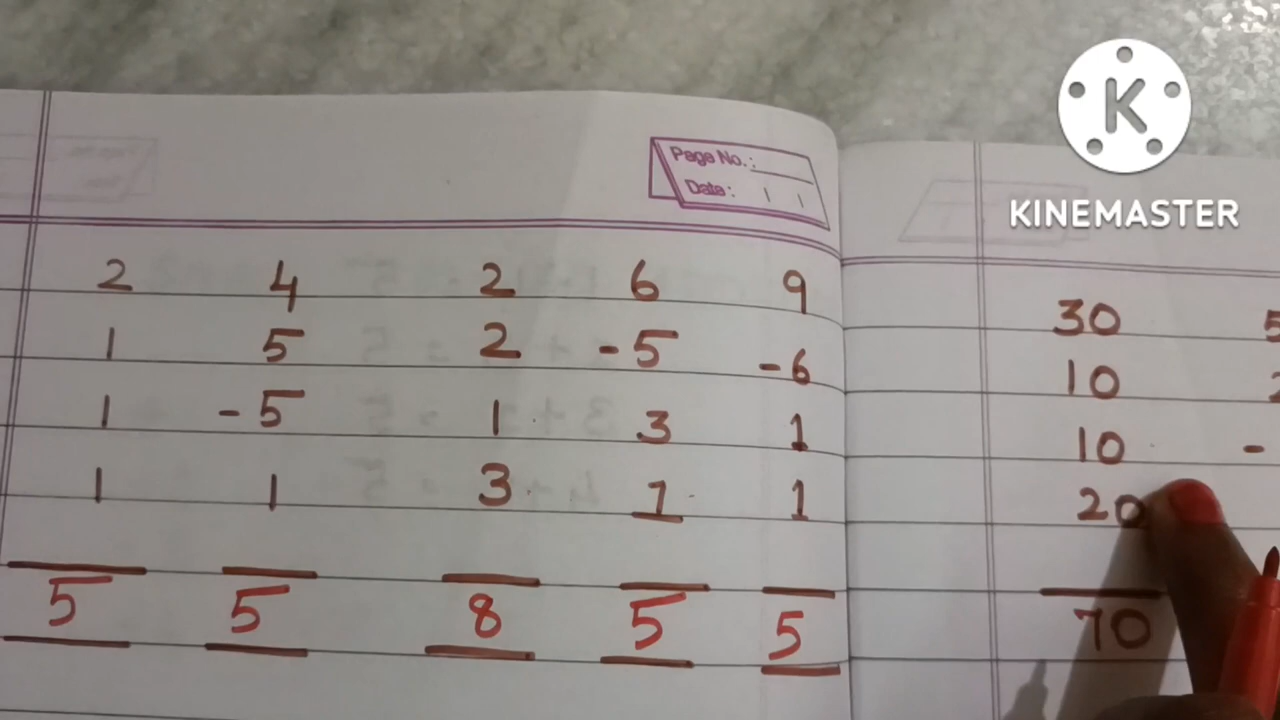 KINEMASTER
Page No.:
Date:
2 4 2 6 9 30
1 5 2 -5 -6 10
1 -5 1 3 1 10 -
1 1 3 1 1 20
5 5 8 5 5 70